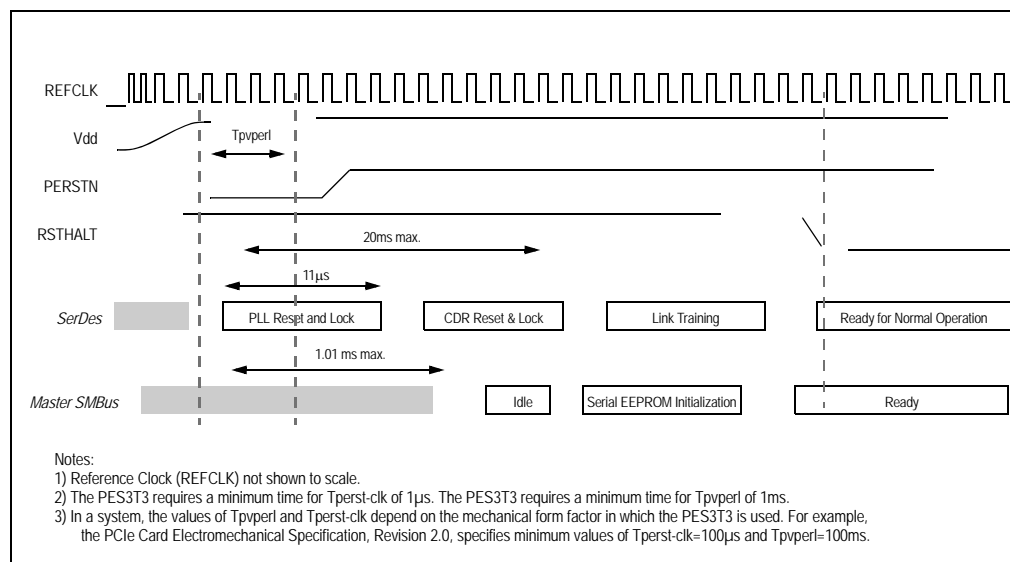 REFCLK
Vdd
Tpvperl
PERSTN
RSTHALT
20ms max.
11μs
SerDes
PLL Reset and Lock
CDR Reset & Lock
Link Training
Ready for Normal Operation
1.01 ms max.
Master SMBus
Idle
Serial EEPROM Initialization
Ready
Notes:
1) Reference Clock (REFCLK) not shown to scale.
2) The PES3T3 requires a minimum time for Tperst-clk of 1μs. The PES3T3 requires a minimum time for Tpvperl of 1ms.
3) In a system, the values of Tpvperl and Tperst-clk depend on the mechanical form factor in which the PES3T3 is used. For example,
the PCIe Card Electromechanical Specification, Revision 2.0, specifies minimum values of Tperst-clk=100μs and Tpvperl=100ms.